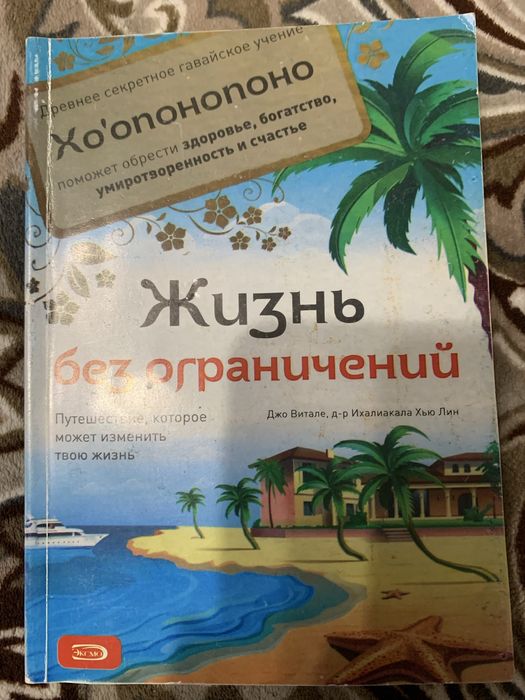 Древнее секретное гавайское учение
Хо'опонопоно
поможет обрести здоровье, богатство,
умиротворенность и счастье
Жизнь
без ограничений
Джо Витале, д-р Ихалиакала Хью Лин
Путешествие, которое
может изменить
твою жизнь
ЭКСМО